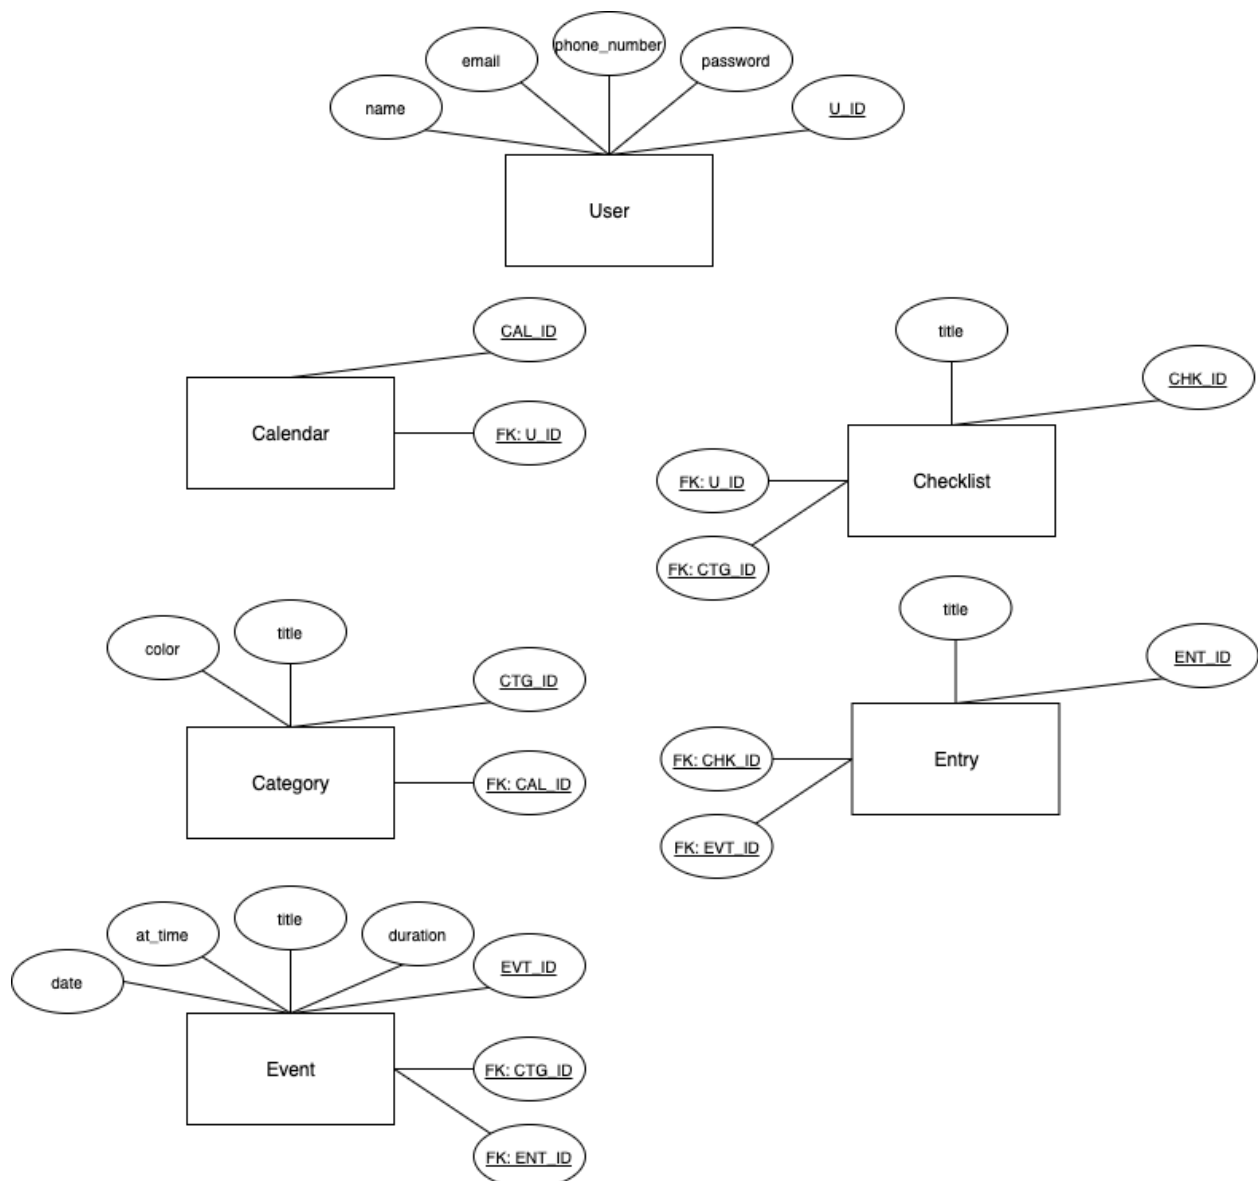 phone_number
email
password
name
U_ID
User
CAL_ID
Calendar
FK: U_ID
title
CHK_ID
FK: U_ID
Checklist
FK: CTG_ID
color
title
CTG_ID
Category
FK: CAL_ID
title
ENT_ID
FK: CHK_ID
Entry
FK: EVT_ID
date
at_time
title
duration
EVT_ID
Event
FK: CTG_ID
FK: ENT_ID